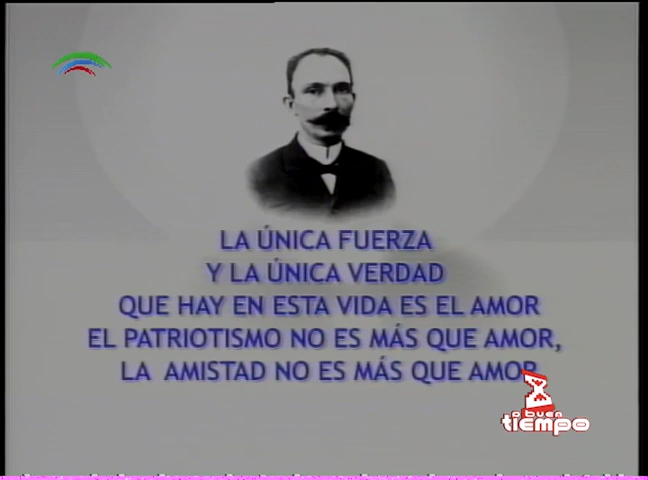 LA ÚNICA FUERZA
Y LA ÚNICA VERDAD
QUE HAY EN ESTA VIDA ES EL AMOR
EL PATRIOTISMO NO ES MÁS QUE AMOR,
LA AMISTAD NO ES MÁS QUE AMOR
a buen
tiempo